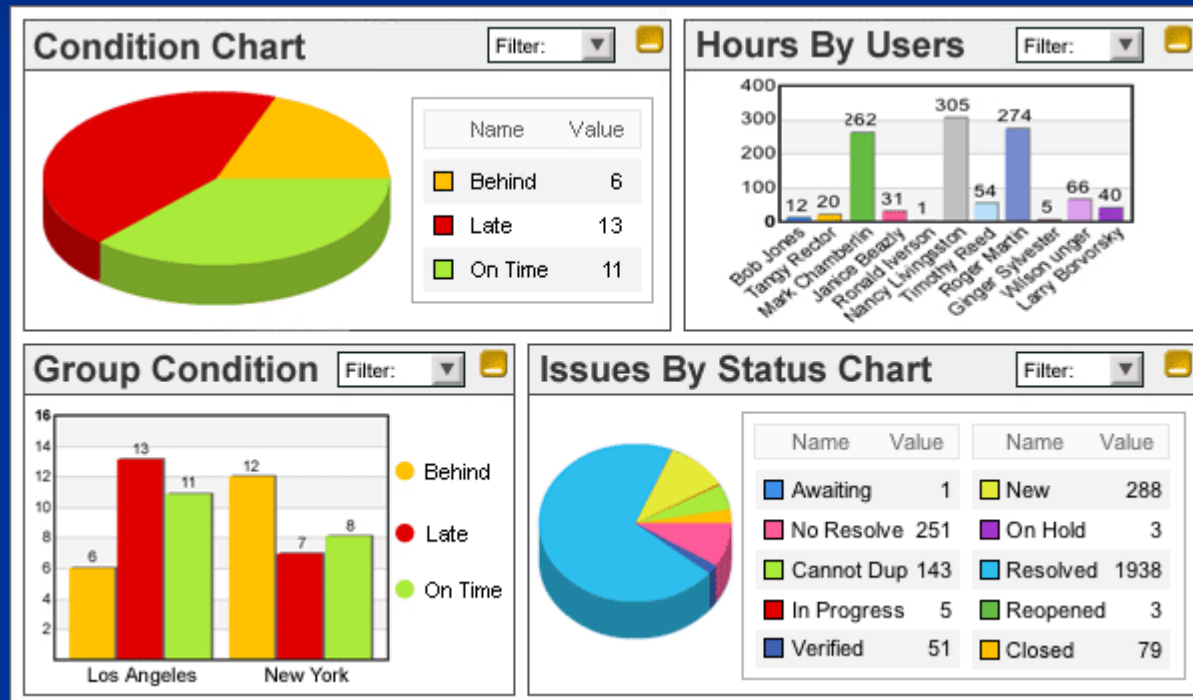 Condition Chart
Filter:
Name Value
Behind 6
Late 13
On Time 11
Hours By Users
Filter:
400
300
200
100
0
12 20 262 31 1 305 54 274 5 66 40
Bob Jones
Tangy Rector
Mark Chamberlin
Janice Beazly
Ronald Iverson
Nancy Livingston
Timothy Reed
Roger Martin
Ginger Sylvester
Wilson unger
Larry Borvorsky
Group Condition
Filter:
16
14
12
10
8
6
4
2
6 13 11 12 7 8
Los Angeles New York
Behind
Late
On Time
Issues By Status Chart
Filter:
Name Value Name Value
Awaiting 1 New 288
No Resolve 251 On Hold 3
Cannot Dup 143 Resolved 1938
In Progress 5 Reopened 3
Verified 51 Closed 79